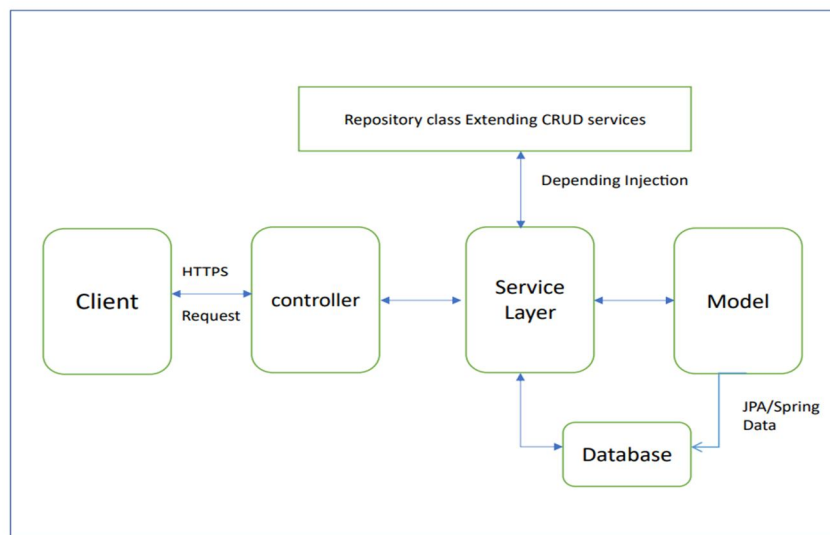 Repository class Extending CRUD services
Depending Injection
Client
HTTPS
Request
controller
Service
Layer
Model
JPA/Spring
Data
Database